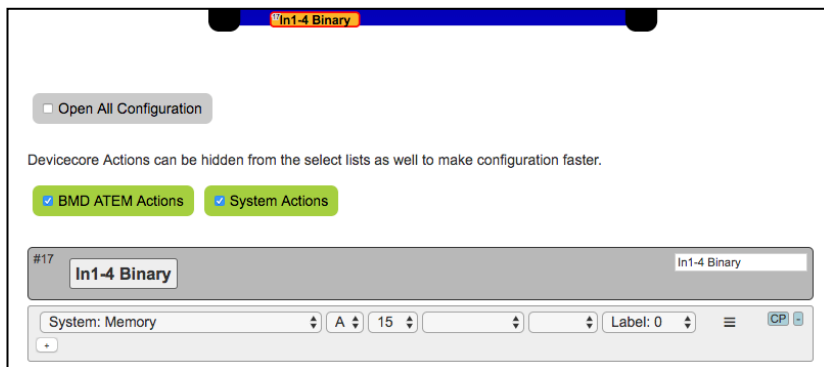 17 In1-4 Binary
Open All Configuration
Devicecore Actions can be hidden from the select lists as well to make configuration faster.
BMD ATEM Actions System Actions
#17 In1-4 Binary In1-4 Binary
System: Memory A 15 Label: 0 ≡ CP -
+